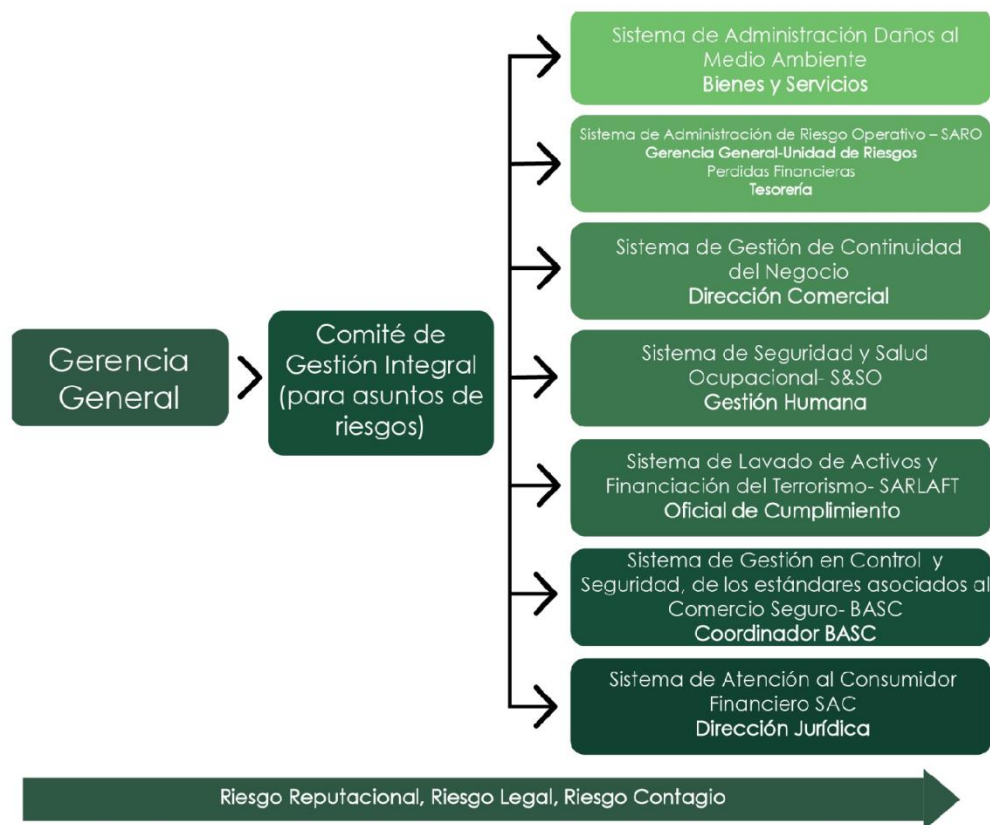 Gerencia
General
Comité de
Gestión Integral
(para asuntos de
riesgos)
Sistema de Administración Daños al
Medio Ambiente
Bienes y Servicios
Sistema de Administración de Riesgo Operativo – SARO
Gerencia General-Unidad de Riesgos
Perdidas Financieras
Tesorería
Sistema de Gestión de Continuidad
del Negocio
Dirección Comercial
Sistema de Seguridad y Salud
Ocupacional- S&SO
Gestión Humana
Sistema de Lavado de Activos y
Financiación del Terrorismo- SARLAFT
Oficial de Cumplimiento
Sistema de Gestión en Control y
Seguridad, de los estándares asociados al
Comercio Seguro- BASC
Coordinador BASC
Sistema de Atención al Consumidor
Financiero SAC
Dirección Jurídica
Riesgo Reputacional, Riesgo Legal, Riesgo Contagio